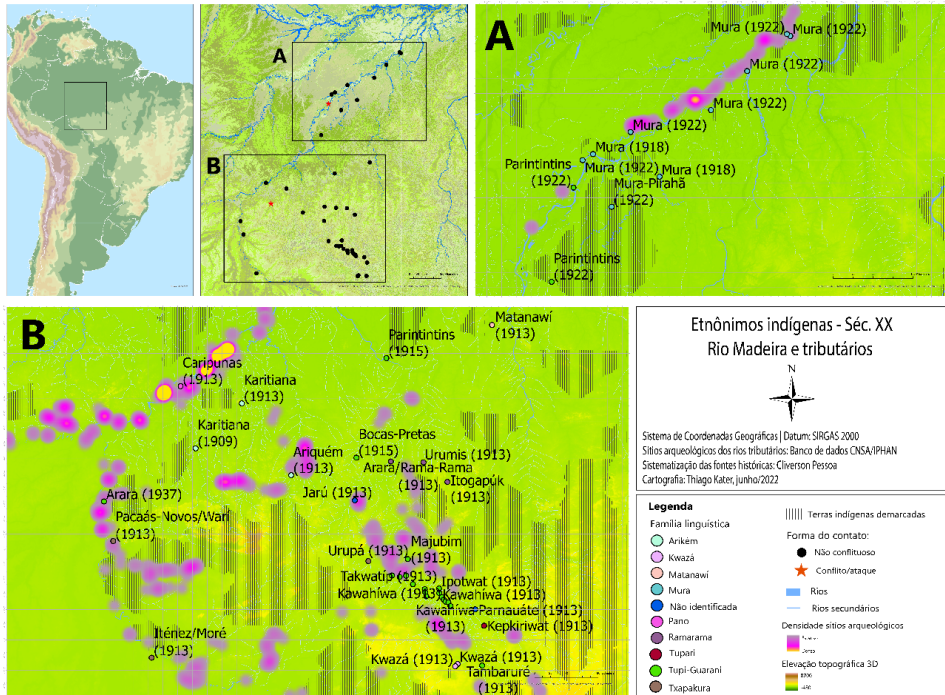 A
B
A
Mura (1922)
Mura (1922)
Mura (1922)
Mura (1922)
Mura (1922)
Mura (1918)
Mura (1922)
Mura (1918)
Parintintins
(1922)
Mura-Pirahã
(1922)
Parintintins
(1922)
B
Matanawí
(1913)
Parintintins
(1915)
Caripunas
(1913)
Karitiana
(1913)
Karitiana
(1909)
Ariquém
(1913)
Bocas-Pretas
(1915)
Urumis (1913)
Arara/Rama-Rama
(1913)
Itogapúk
(1913)
Jarú (1913)
Arara (1937)
Pacaás-Novos/Wari
(1913)
Urupá (1913)
Majubim
(1913)
Takwatip (1913)
Ipotwat (1913)
Kawahíwa (1913)
Kawahíwa (1913)
Kawahiwa
(1913)
Parnauáte (1913)
Kepkiriwat (1913)
Iténez/Moré
(1913)
Kwazá (1913)
Kwazá (1913)
Tambaruré
(1913)
Etnônimos indígenas - Séc. XX
Rio Madeira e tributários
N
Sistema de Coordenadas Geográficas | Datum: SIRGAS 2000
Sítios arqueológicos dos rios tributários: Banco de dados CNSA/IPHAN
Sistematização das fontes históricas: Cliverson Pessoa
Cartografia: Thiago Kater, junho/2022
Legenda
Família linguística
Arikém
Kwazá
Matanawí
Mura
Não identificada
Pano
Ramarama
Tupari
Tupi-Guaraní
Txapakura
Terras indígenas demarcadas
Forma do contato:
Não conflituoso
Conflito/ataque
Rios
Rios secundários
Densidade sítios arqueológicos
Elevação topográfica 3D